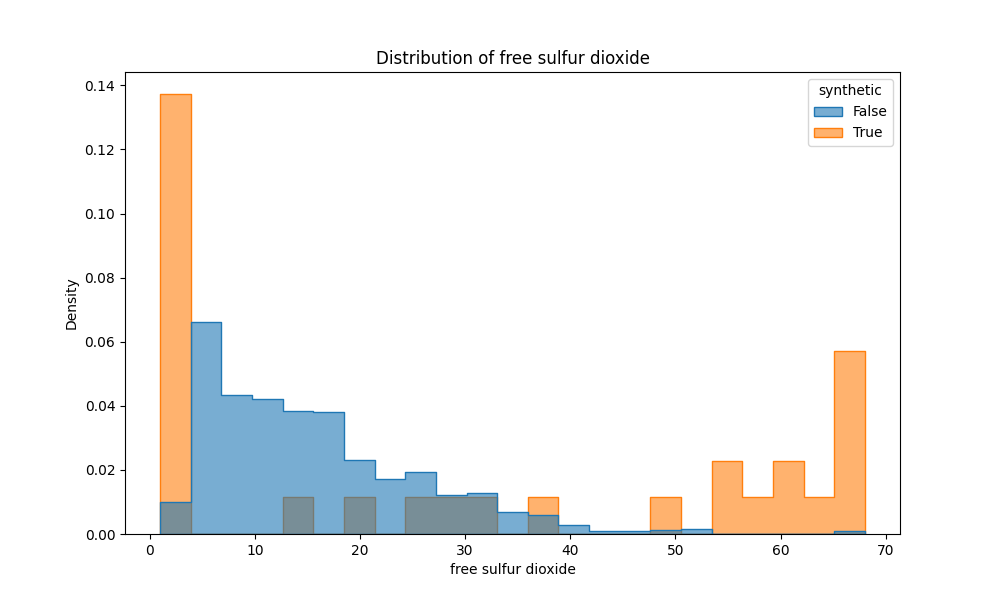 Distribution of free sulfur dioxide
synthetic
False
True
Density
0.14
0.12
0.10
0.08
0.06
0.04
0.02
0.00
0 10 20 30 40 50 60 70
free sulfur dioxide